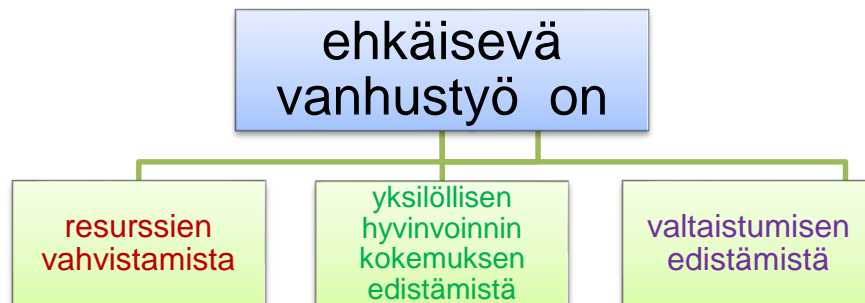 ehkäisevä
vanhustyö on
resurssien
vahvistamista
yksilöllisen
hyvinvoinnin
kokemuksen
edistämistä
valtaistumisen
edistämistä